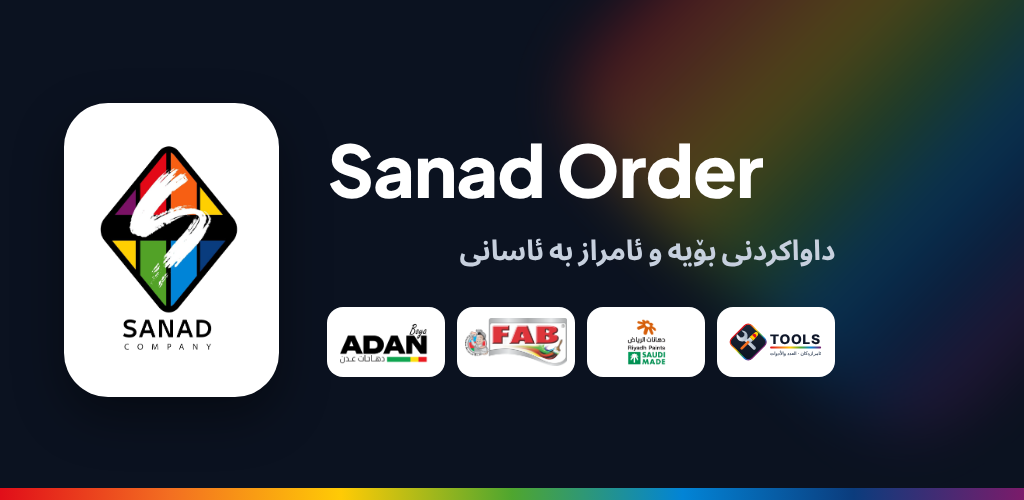 Sanad Order
داواکردنی بۆیە و ئامراز بە ئاسانی
SANAD
COMPANY
Boya
ADAN
دهانات عدن
FAB
دهانات الرياض
Riyadh Paints
SAUDI
MADE
TOOLS